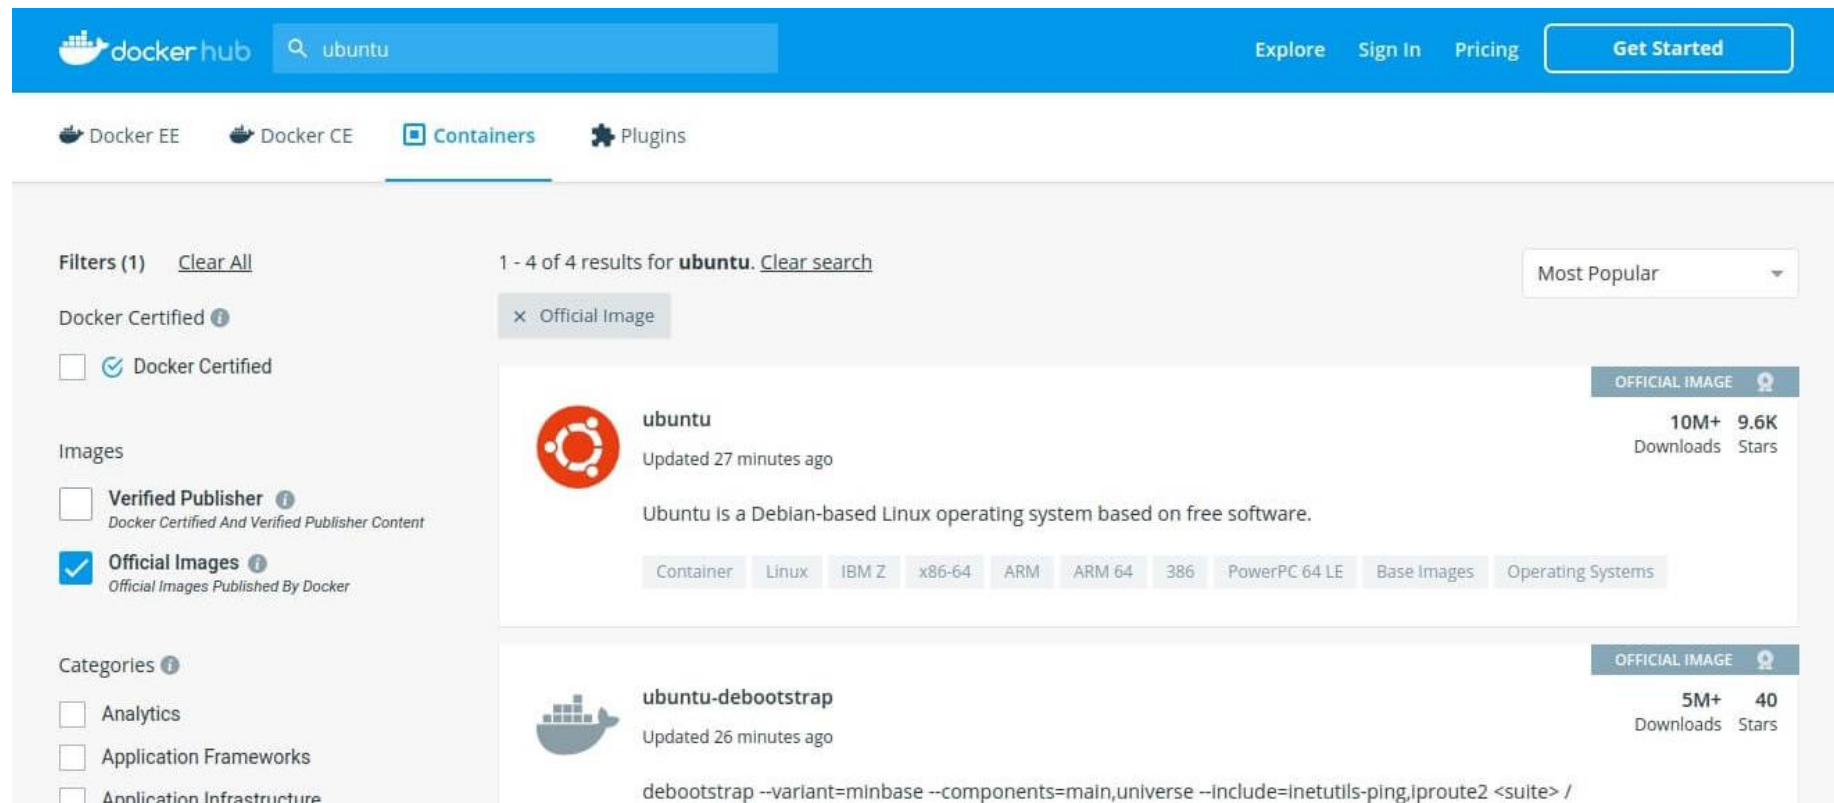 docker hub
ubuntu
Explore Sign In Pricing Get Started
Docker EE Docker CE Containers Plugins
Filters (1) Clear All
Docker Certified
Docker Certified
Images
Verified Publisher
Docker Certified And Verified Publisher Content
Official Images
Official Images Published By Docker
Categories
Analytics
Application Frameworks
Application Infrastructure
1 - 4 of 4 results for ubuntu. Clear search
Most Popular
× Official Image
OFFICIAL IMAGE
ubuntu
10M+ 9.6K
Downloads Stars
Updated 27 minutes ago
Ubuntu is a Debian-based Linux operating system based on free software.
Container Linux IBM Z x86-64 ARM ARM 64 386 PowerPC 64 LE Base Images Operating Systems
OFFICIAL IMAGE
ubuntu-debootstrap
5M+ 40
Downloads Stars
Updated 26 minutes ago
debootstrap --variant=minbase --components=main,universe --include=inetutils-ping,iproute2 <suite> /